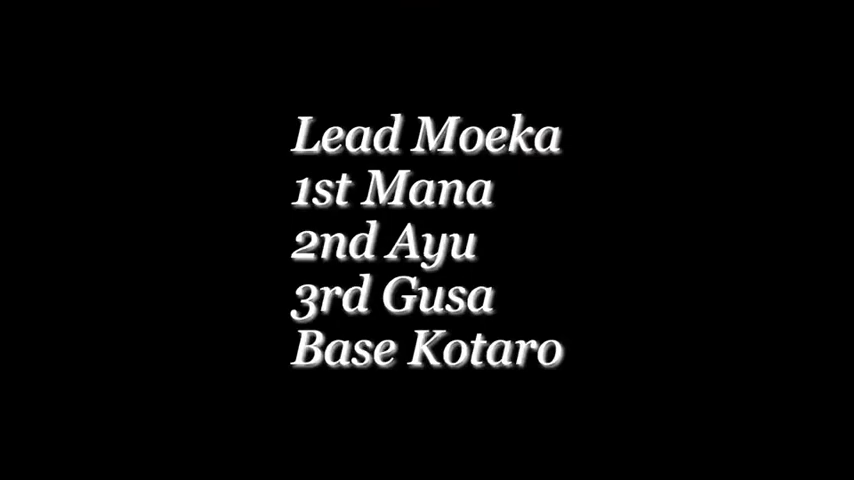 Lead Moeka
1st Mana
2nd Ayu
3rd Gusa
Base Kotaro